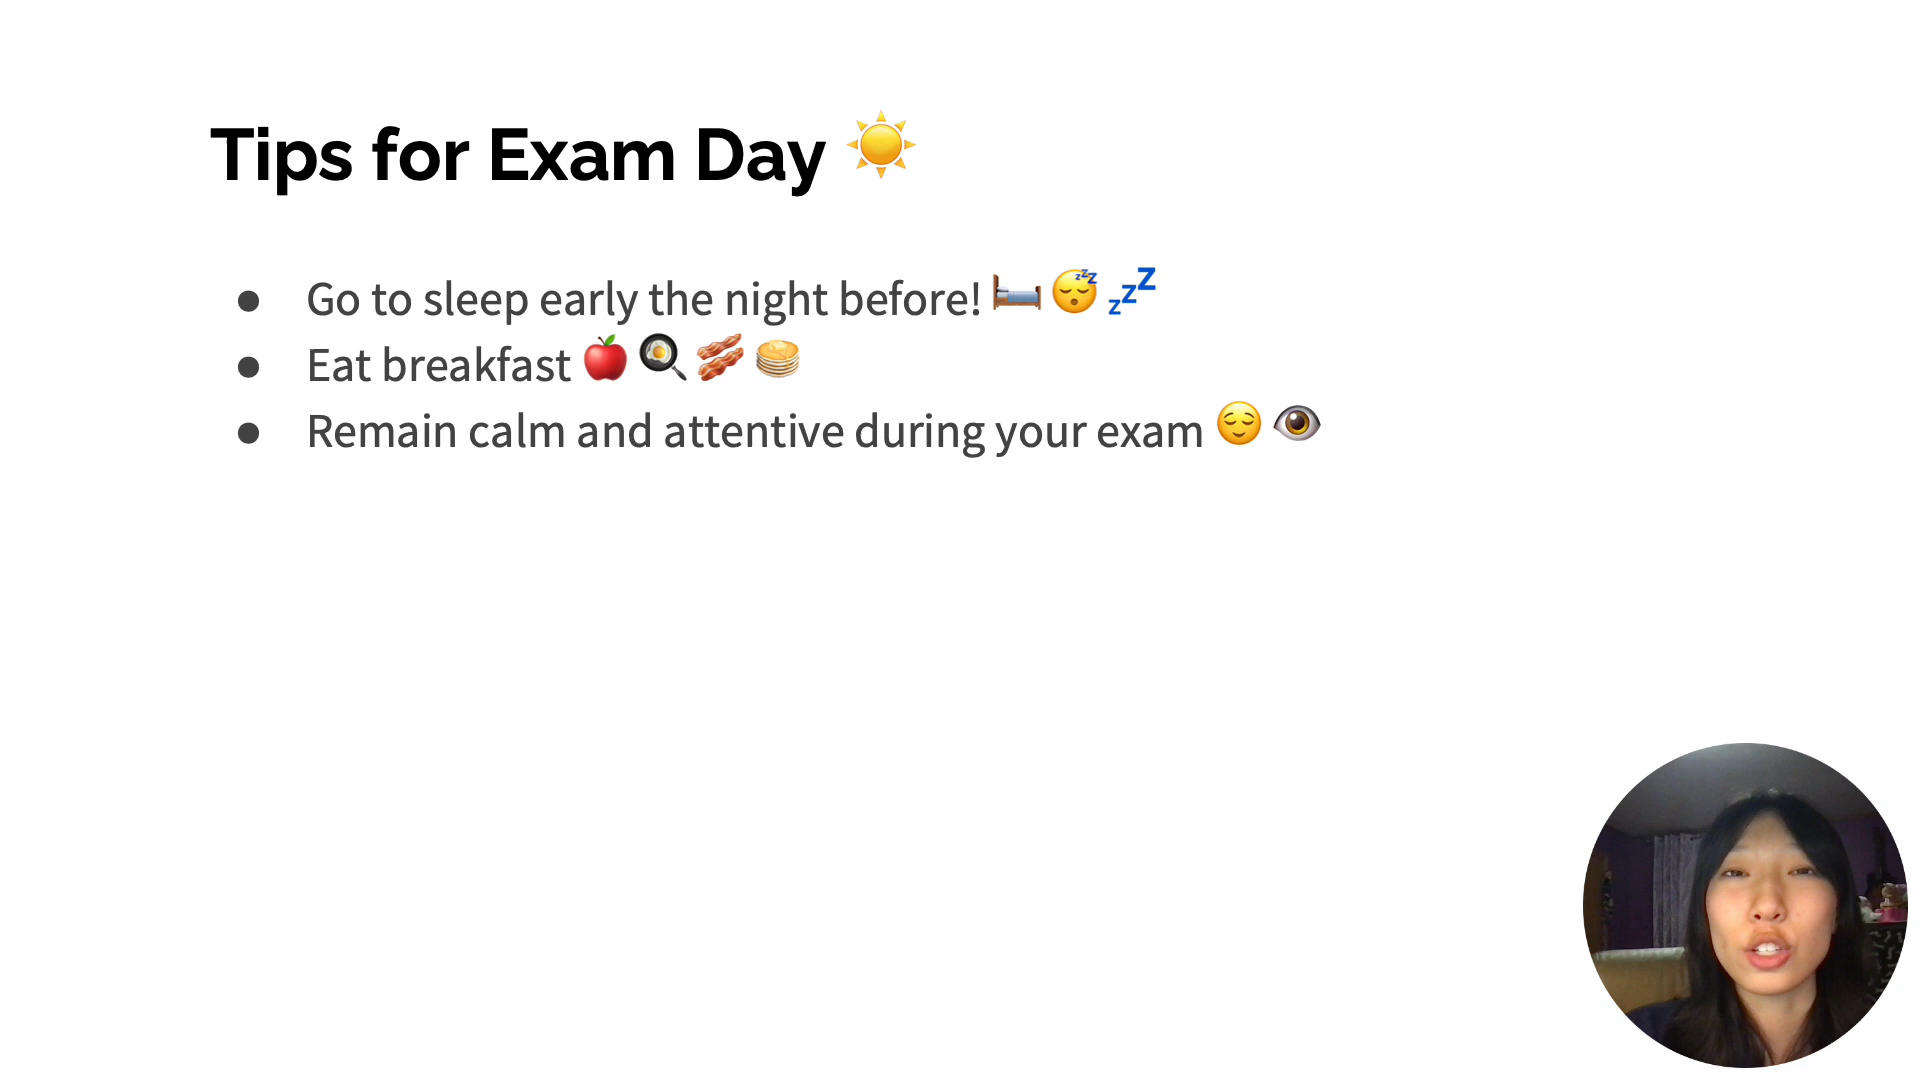 Tips for Exam Day ☀️
● Go to sleep early the night before! 🛏️ 😴 💤
● Eat breakfast 🍎 🍳 🥓 🥞
● Remain calm and attentive during your exam 😌 👁️